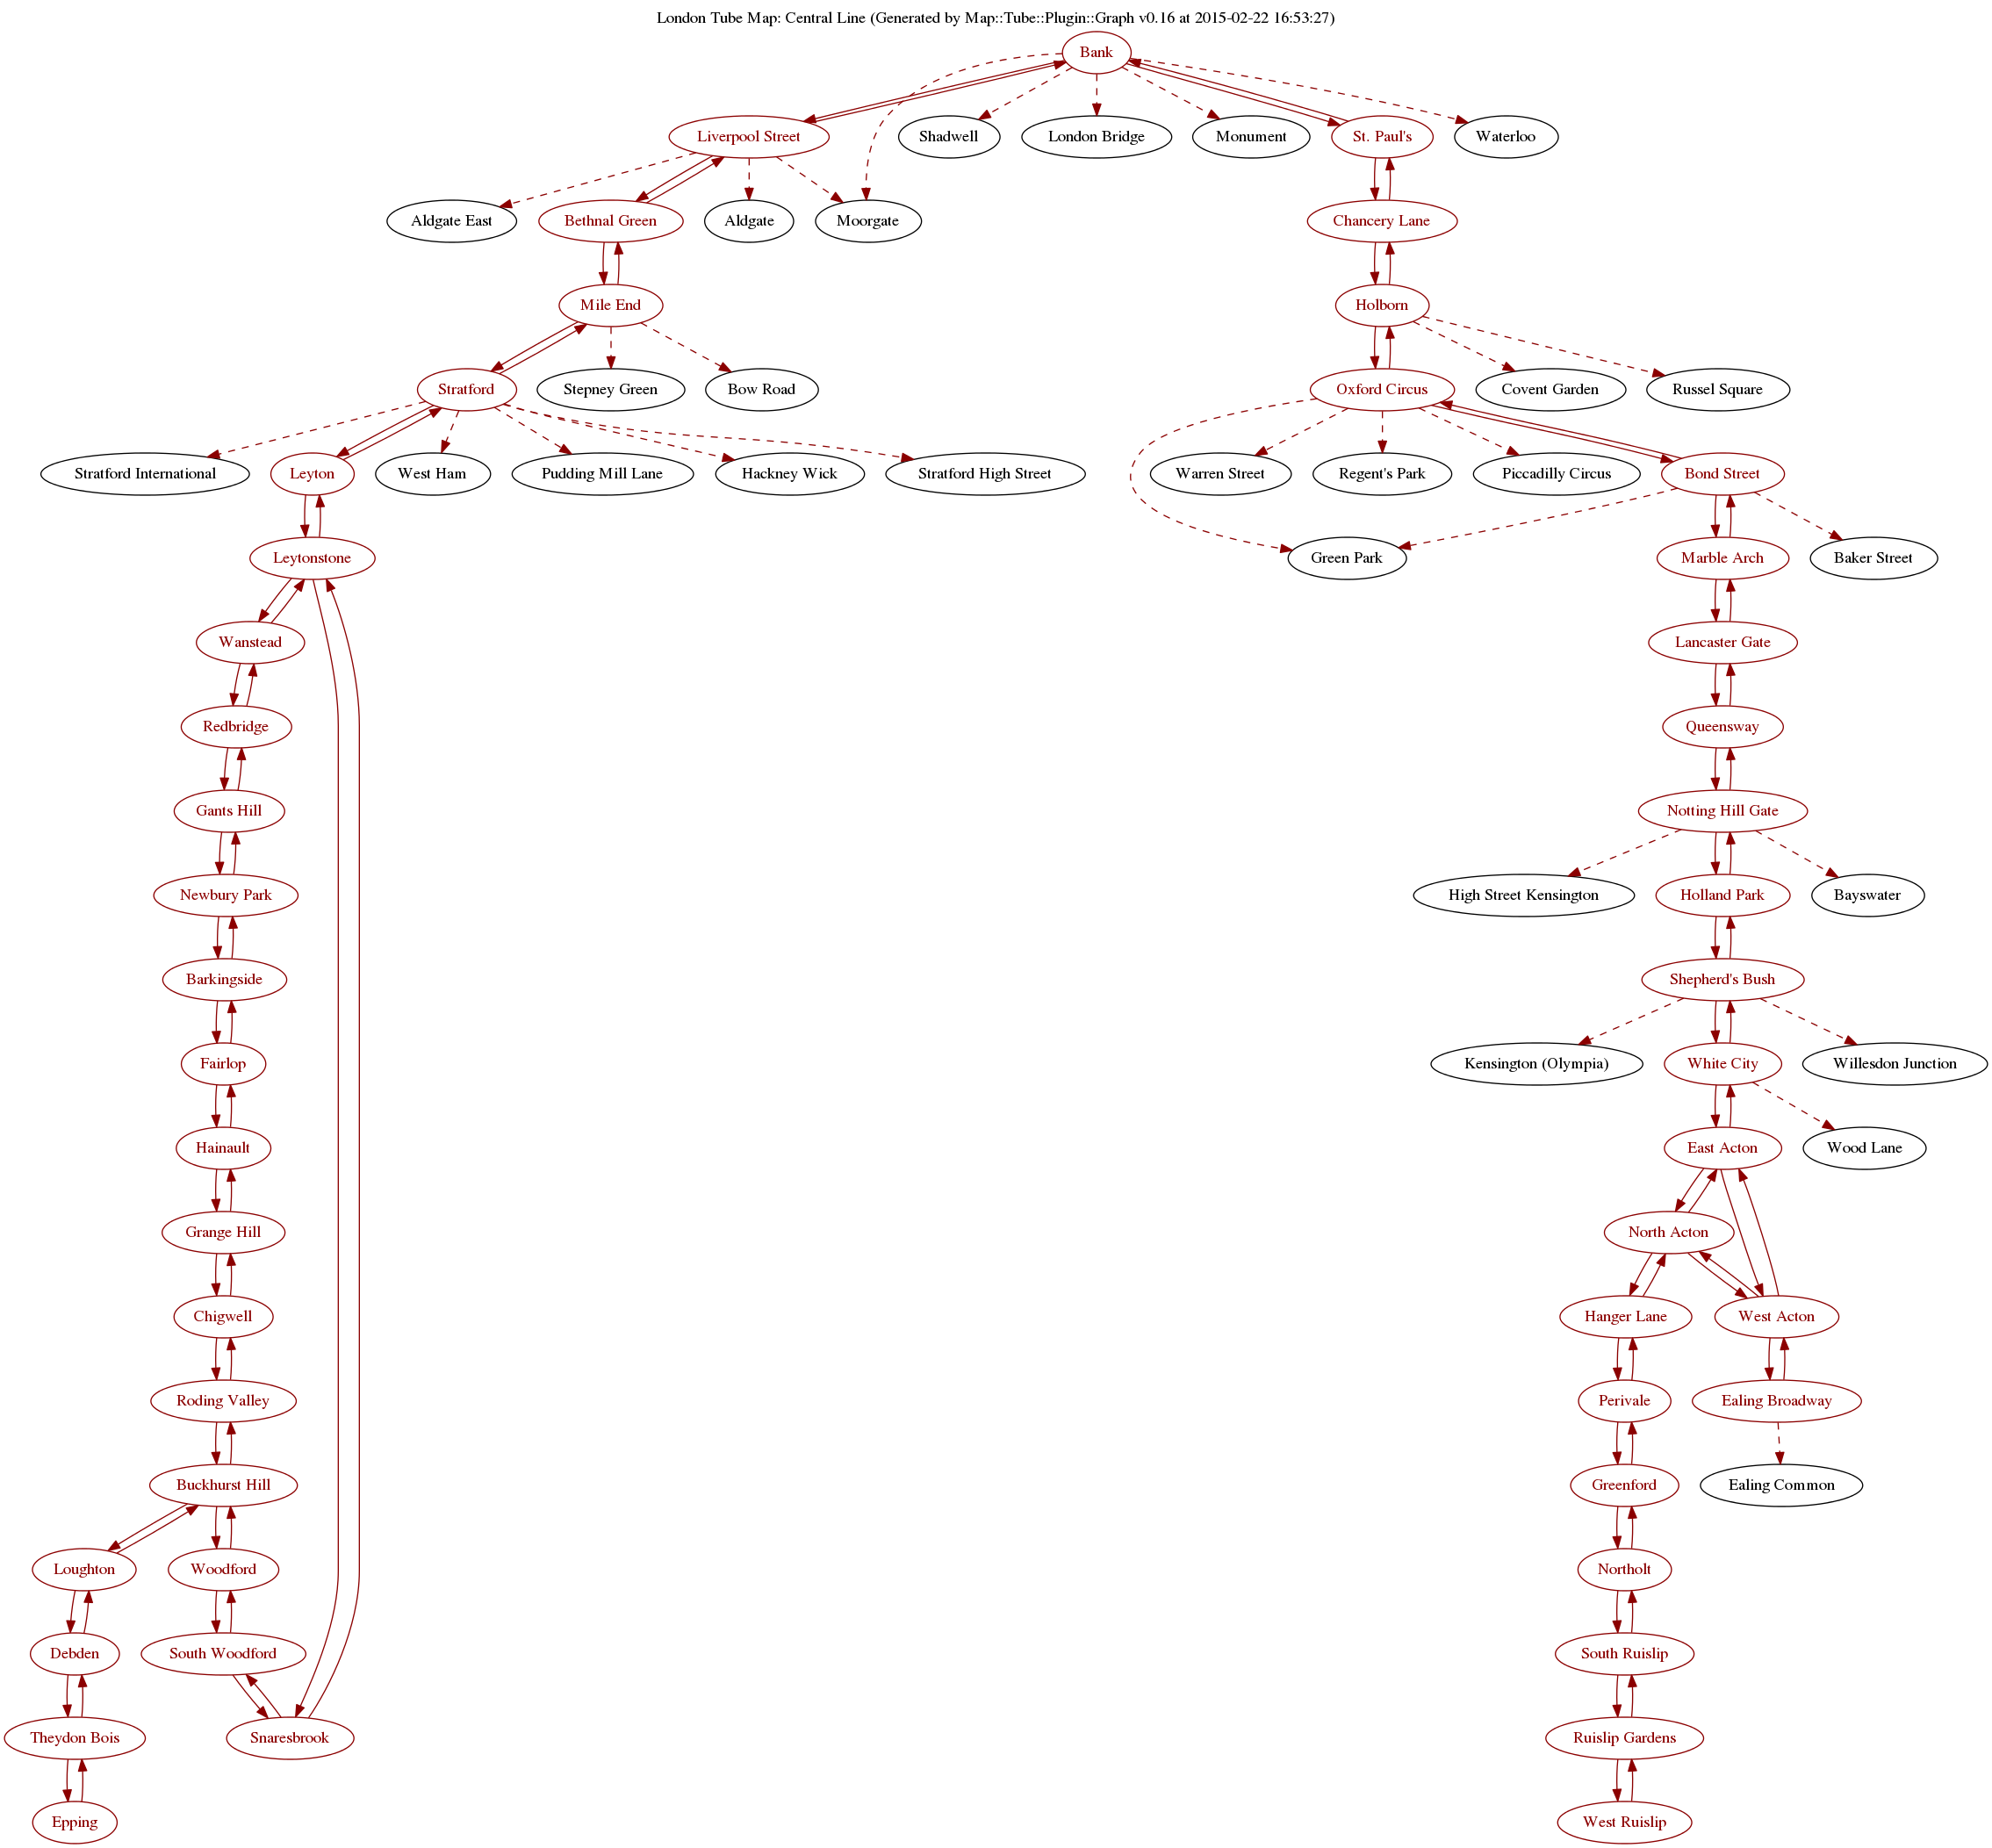 London Tube Map: Central Line (Generated by Map::Tube::Plugin::Graph v0.16 at 2015-02-22 16:53:27)
Bank
Liverpool Street
Shadwell
London Bridge
Monument
St. Paul's
Waterloo
Aldgate East
Bethnal Green
Aldgate
Moorgate
Chancery Lane
Mile End
Holborn
Stratford
Stepney Green
Bow Road
Oxford Circus
Covent Garden
Russel Square
Stratford International
Leyton
West Ham
Pudding Mill Lane
Hackney Wick
Stratford High Street
Warren Street
Regent's Park
Piccadilly Circus
Bond Street
Leytonstone
Green Park
Marble Arch
Baker Street
Wanstead
Lancaster Gate
Redbridge
Queensway
Gants Hill
Notting Hill Gate
Newbury Park
High Street Kensington
Holland Park
Bayswater
Barkingside
Shepherd's Bush
Fairlop
Kensington (Olympia)
White City
Willesdon Junction
Hainault
East Acton
Wood Lane
Grange Hill
North Acton
Chigwell
Hanger Lane
West Acton
Roding Valley
Perivale
Ealing Broadway
Buckhurst Hill
Greenford
Ealing Common
Loughton
Woodford
Northolt
Debden
South Woodford
South Ruislip
Theydon Bois
Snaresbrook
Ruislip Gardens
Epping
West Ruislip